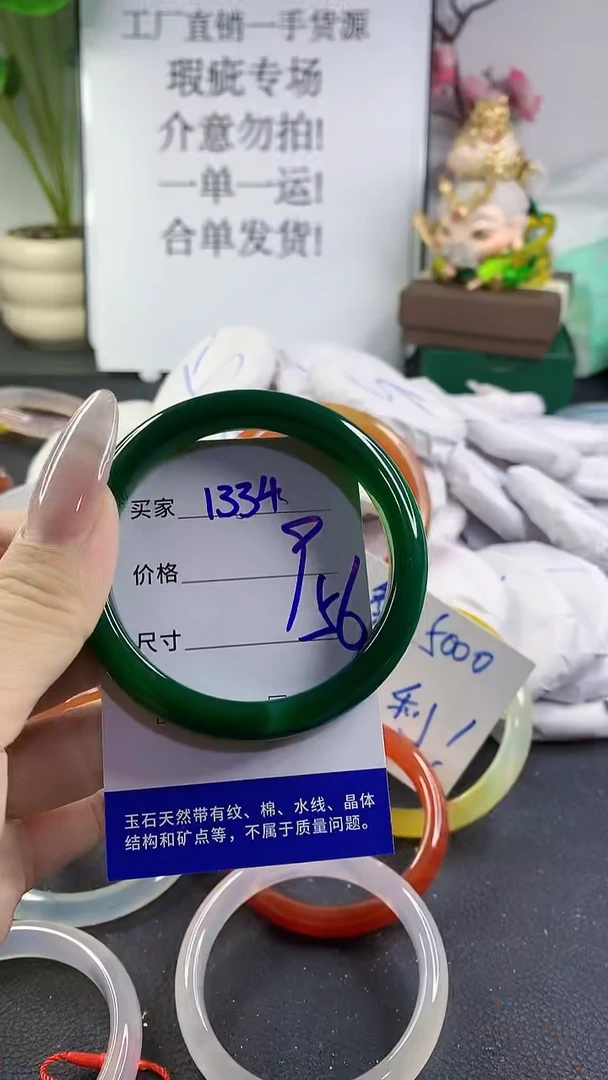 工厂直销一手货源
瑕疵专场
介意勿拍!
一单一运!
合单发货!
买家 1334
价格
尺寸 56
5000
玉石天然带有纹、棉、水线、晶体
结构和矿点等，不属于质量问题。